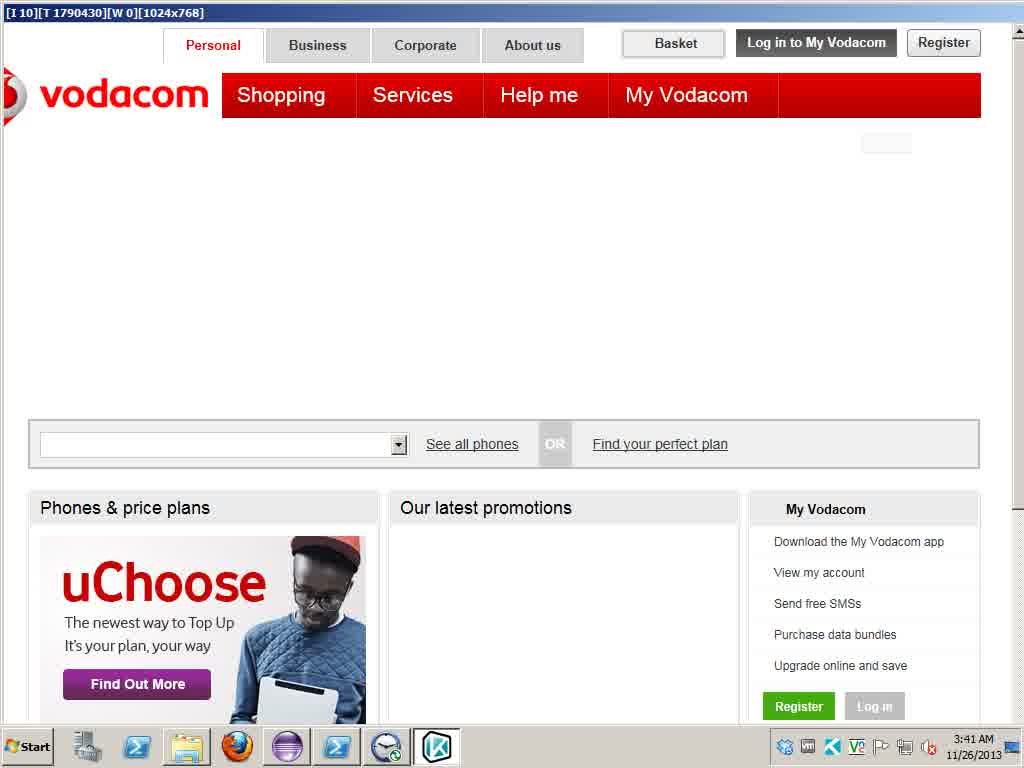 [I 10][T 1790430][W 0][1024x768]
Personal Business Corporate About us Basket Log in to My Vodacom Register
vodacom Shopping Services Help me My Vodacom
See all phones OR Find your perfect plan
Phones & price plans
uChoose
The newest way to Top Up
It's your plan, your way
Find Out More
Our latest promotions
My Vodacom
Download the My Vodacom app
View my account
Send free SMSs
Purchase data bundles
Upgrade online and save
Register Log in
Start
3:41 AM
11/26/2013